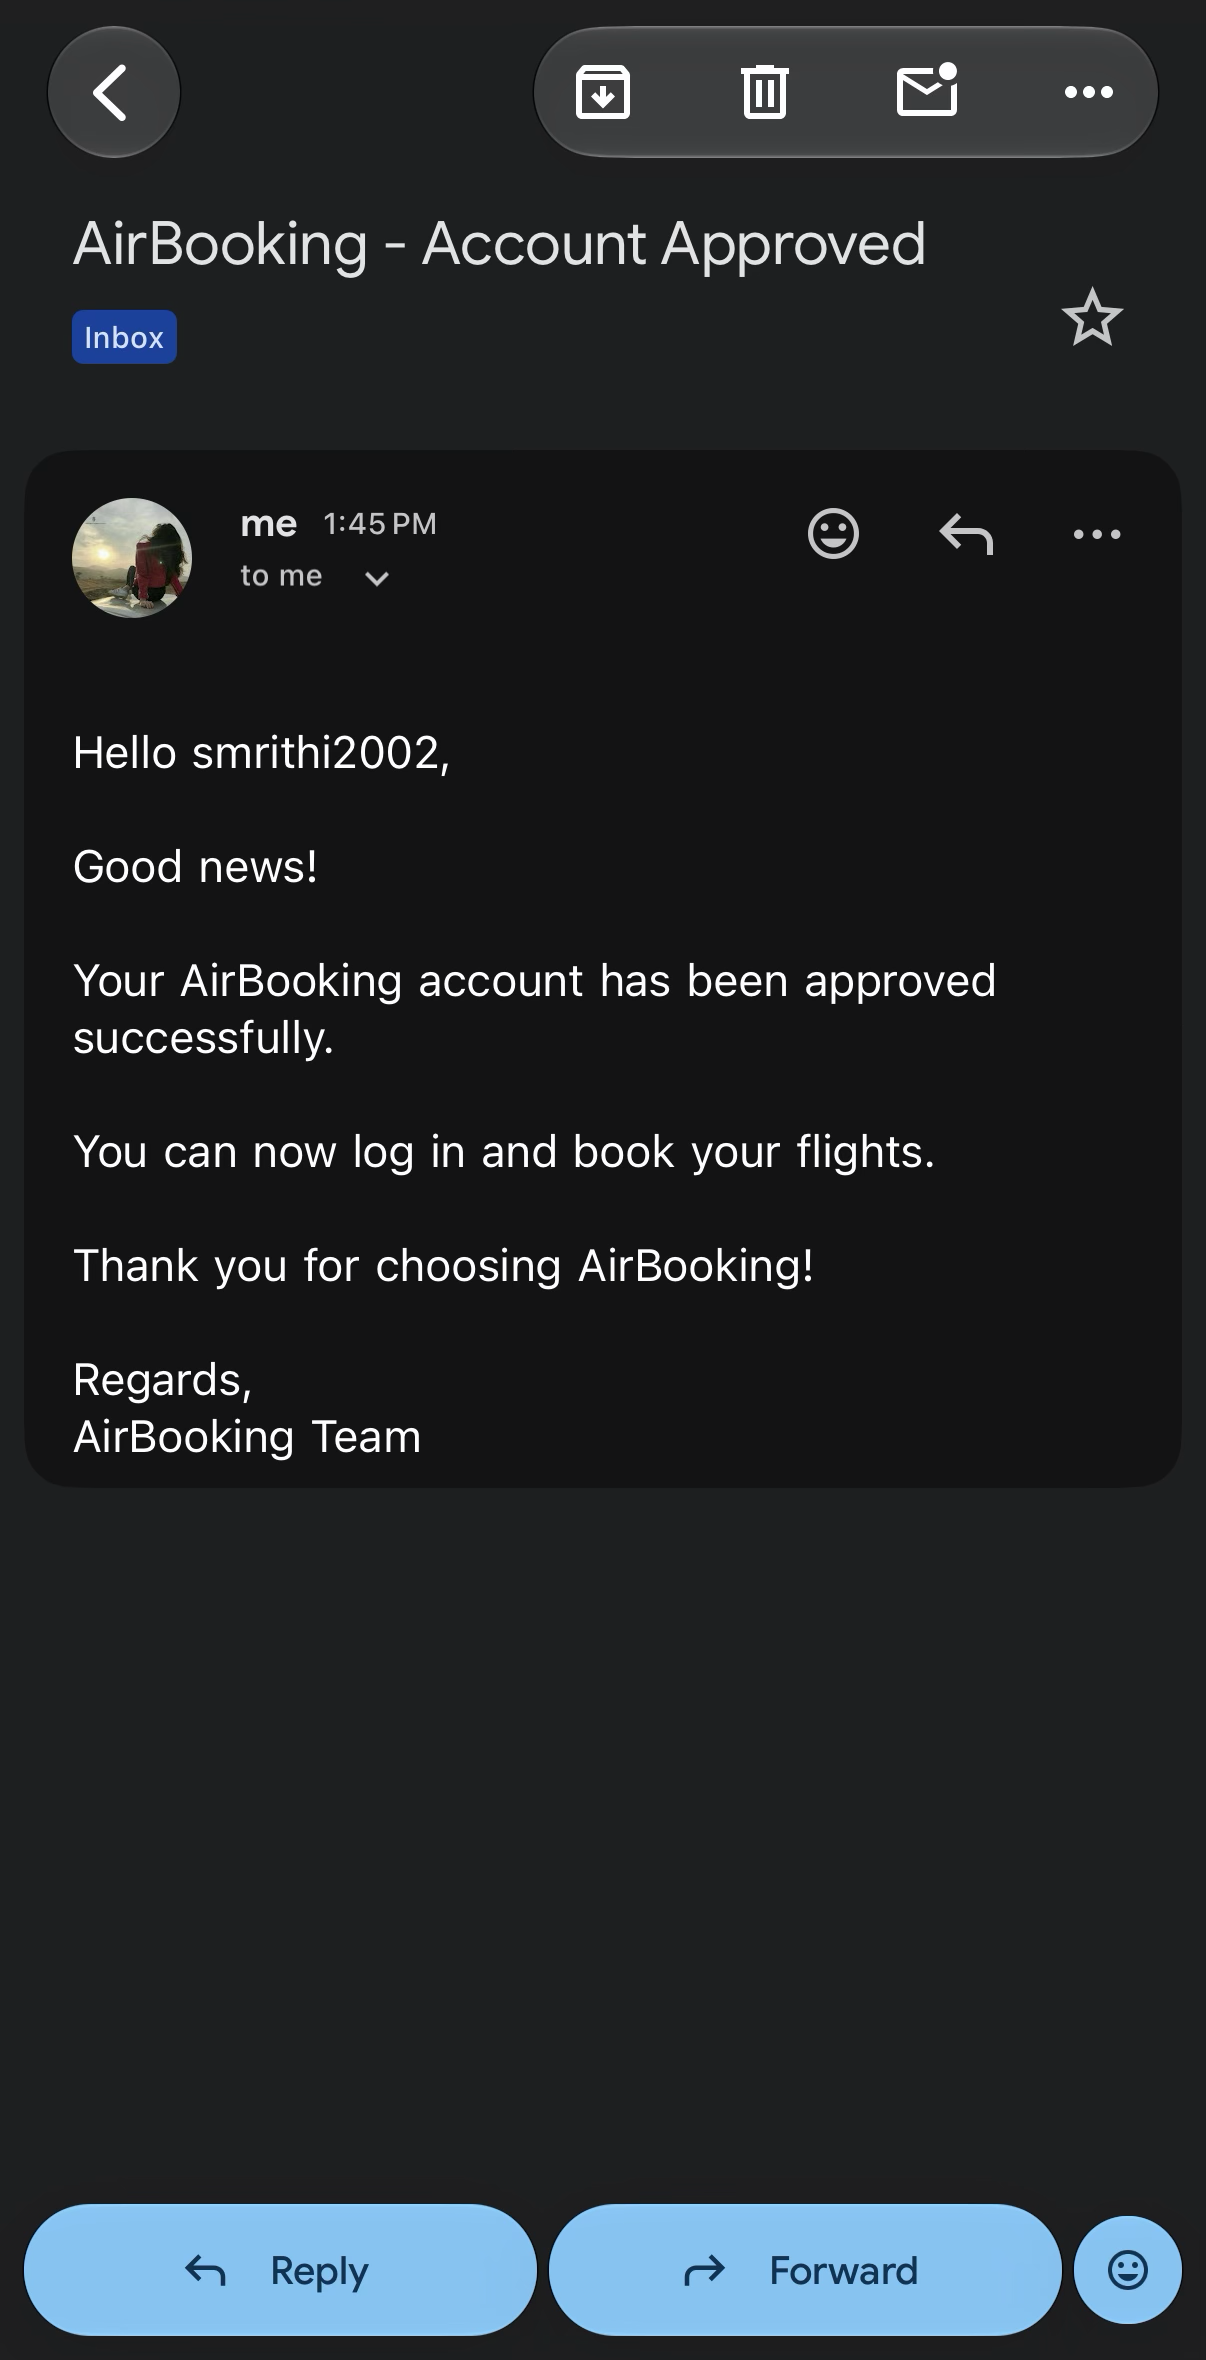 AirBooking - Account Approved
Inbox
me 1:45 PM
to me
Hello smrithi2002,
Good news!
Your AirBooking account has been approved
successfully.
You can now log in and book your flights.
Thank you for choosing AirBooking!
Regards,
AirBooking Team
Reply
Forward